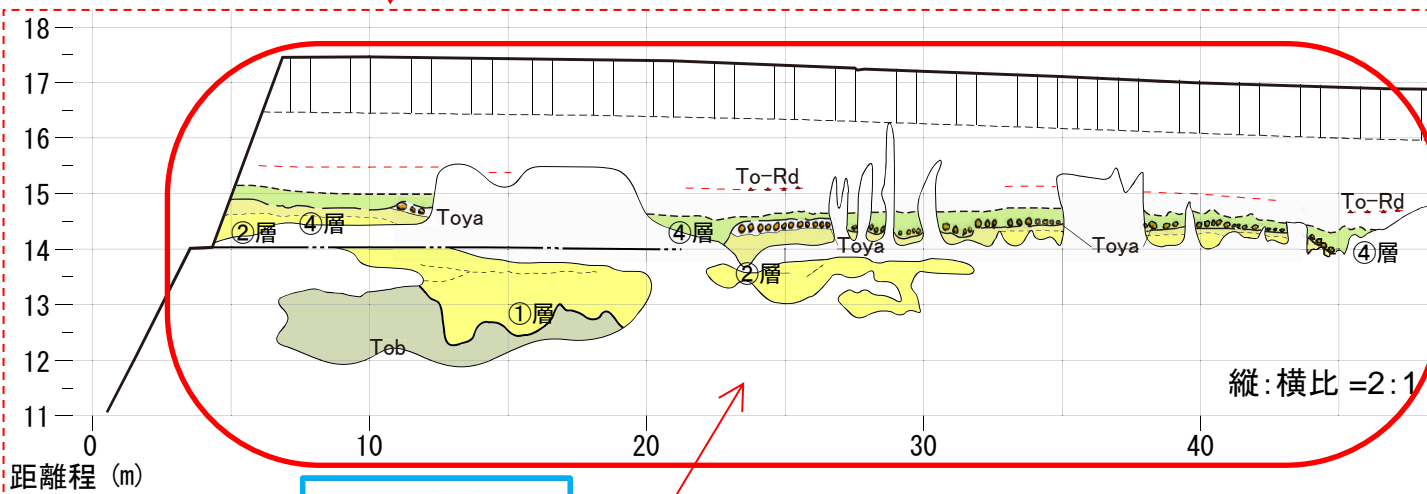 18
17
16
15
14
13
12
11
To-Rd
To-Rd
Toya
②層
④層
④層
Toya
Toya
④層
②層
①層
Tob
縦:横比 =2:1
0
10
20
30
40
距離程 (m)